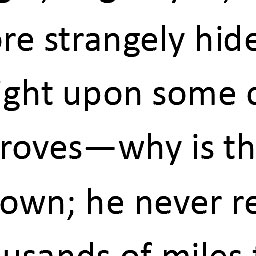 ore strangely hide
ight upon some
roves—why is th
own; he never re
usands of miles